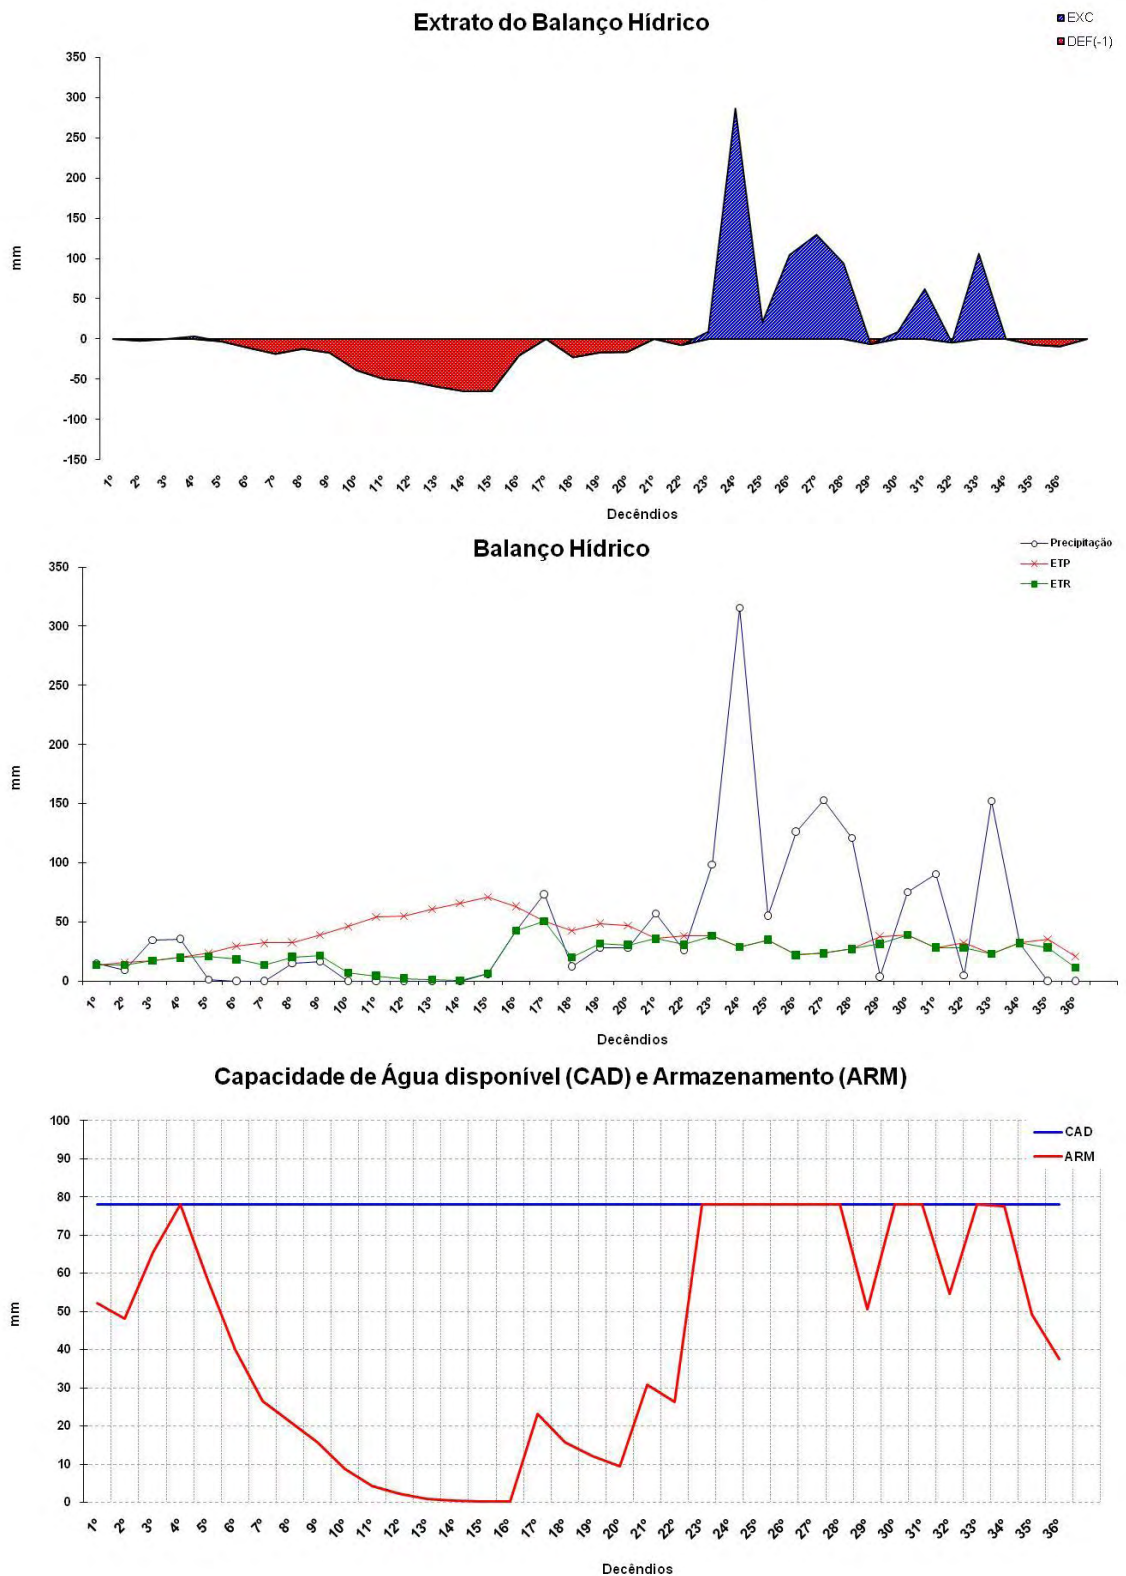 Extrato do Balanço Hídrico
EXC
DEF(-1)
350
300
250
200
150
100
50
0
-50
-100
-150
mm
1º 2º 3º 4º 5º 6º 7º 8º 9º 10º 11º 12º 13º 14º 15º 16º 17º 18º 19º 20º 21º 22º 23º 24º 25º 26º 27º 28º 29º 30º 31º 32º 33º 34º 35º 36º
Decêndios
Balanço Hídrico
Precipitação
ETP
ETR
350
300
250
200
150
100
50
0
mm
1º 2º 3º 4º 5º 6º 7º 8º 9º 10º 11º 12º 13º 14º 15º 16º 17º 18º 19º 20º 21º 22º 23º 24º 25º 26º 27º 28º 29º 30º 31º 32º 33º 34º 35º 36º
Decêndios
Capacidade de Água disponível (CAD) e Armazenamento (ARM)
CAD
ARM
100
90
80
70
60
50
40
30
20
10
0
mm
1º 2º 3º 4º 5º 6º 7º 8º 9º 10º 11º 12º 13º 14º 15º 16º 17º 18º 19º 20º 21º 22º 23º 24º 25º 26º 27º 28º 29º 30º 31º 32º 33º 34º 35º 36º
Decêndios